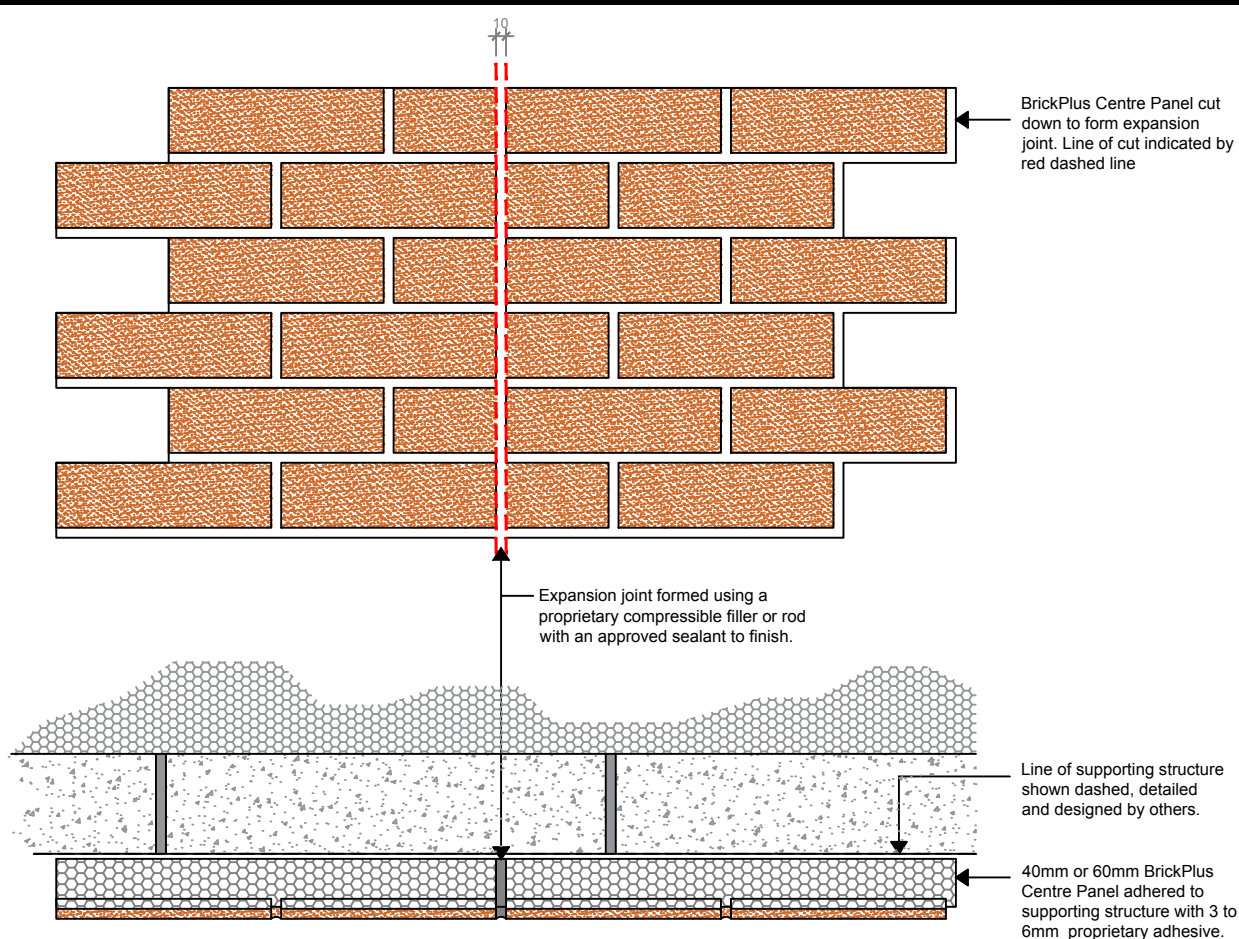 10
BrickPlus Centre Panel cut
down to form expansion
joint. Line of cut indicated by
red dashed line
Expansion joint formed using a
proprietary compressible filler or rod
with an approved sealant to finish.
Line of supporting structure
shown dashed, detailed
and designed by others.
40mm or 60mm BrickPlus
Centre Panel adhered to
supporting structure with 3 to
6mm proprietary adhesive.